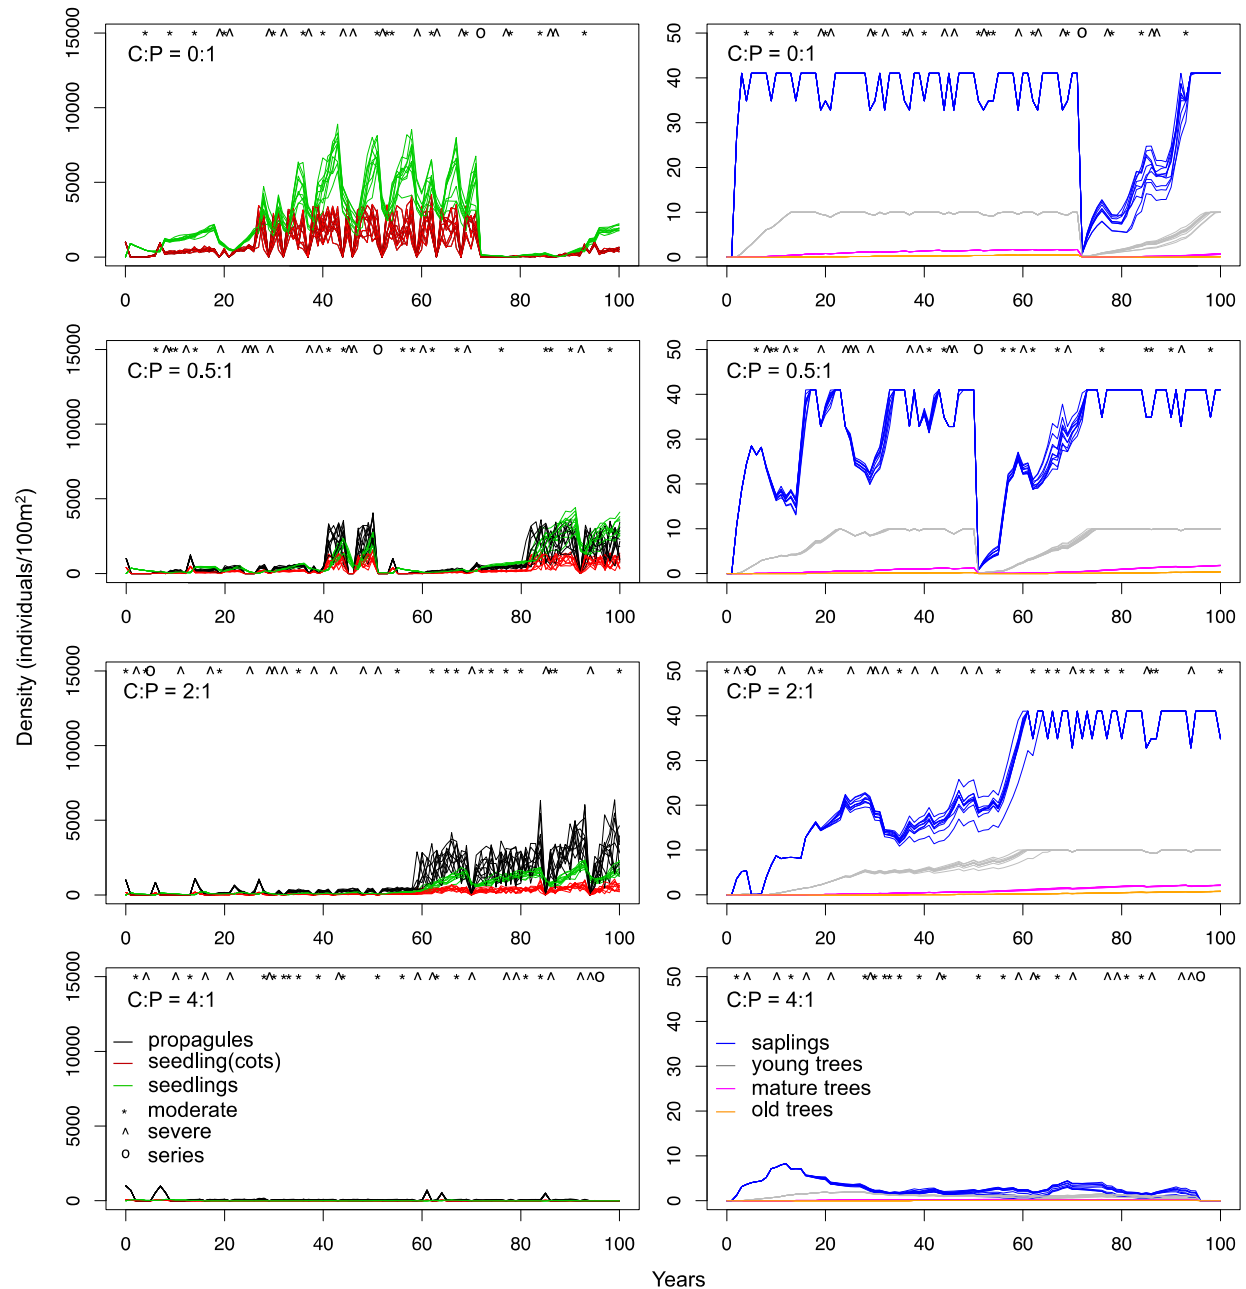 C:P = 0:1
15000
10000
5000
0
0 20 40 60 80 100
C:P = 0:1
50
40
30
20
10
0
0 20 40 60 80 100
C:P = 0.5:1
15000
10000
5000
0
0 20 40 60 80 100
C:P = 0.5:1
50
40
30
20
10
0
0 20 40 60 80 100
Density (individuals/100m²)
C:P = 2:1
15000
10000
5000
0
0 20 40 60 80 100
C:P = 2:1
50
40
30
20
10
0
0 20 40 60 80 100
C:P = 4:1
15000
10000
5000
0
propagules
seedling(cots)
seedlings
* moderate
^ severe
o series
0 20 40 60 80 100
C:P = 4:1
50
40
30
20
10
0
saplings
young trees
mature trees
old trees
0 20 40 60 80 100
Years